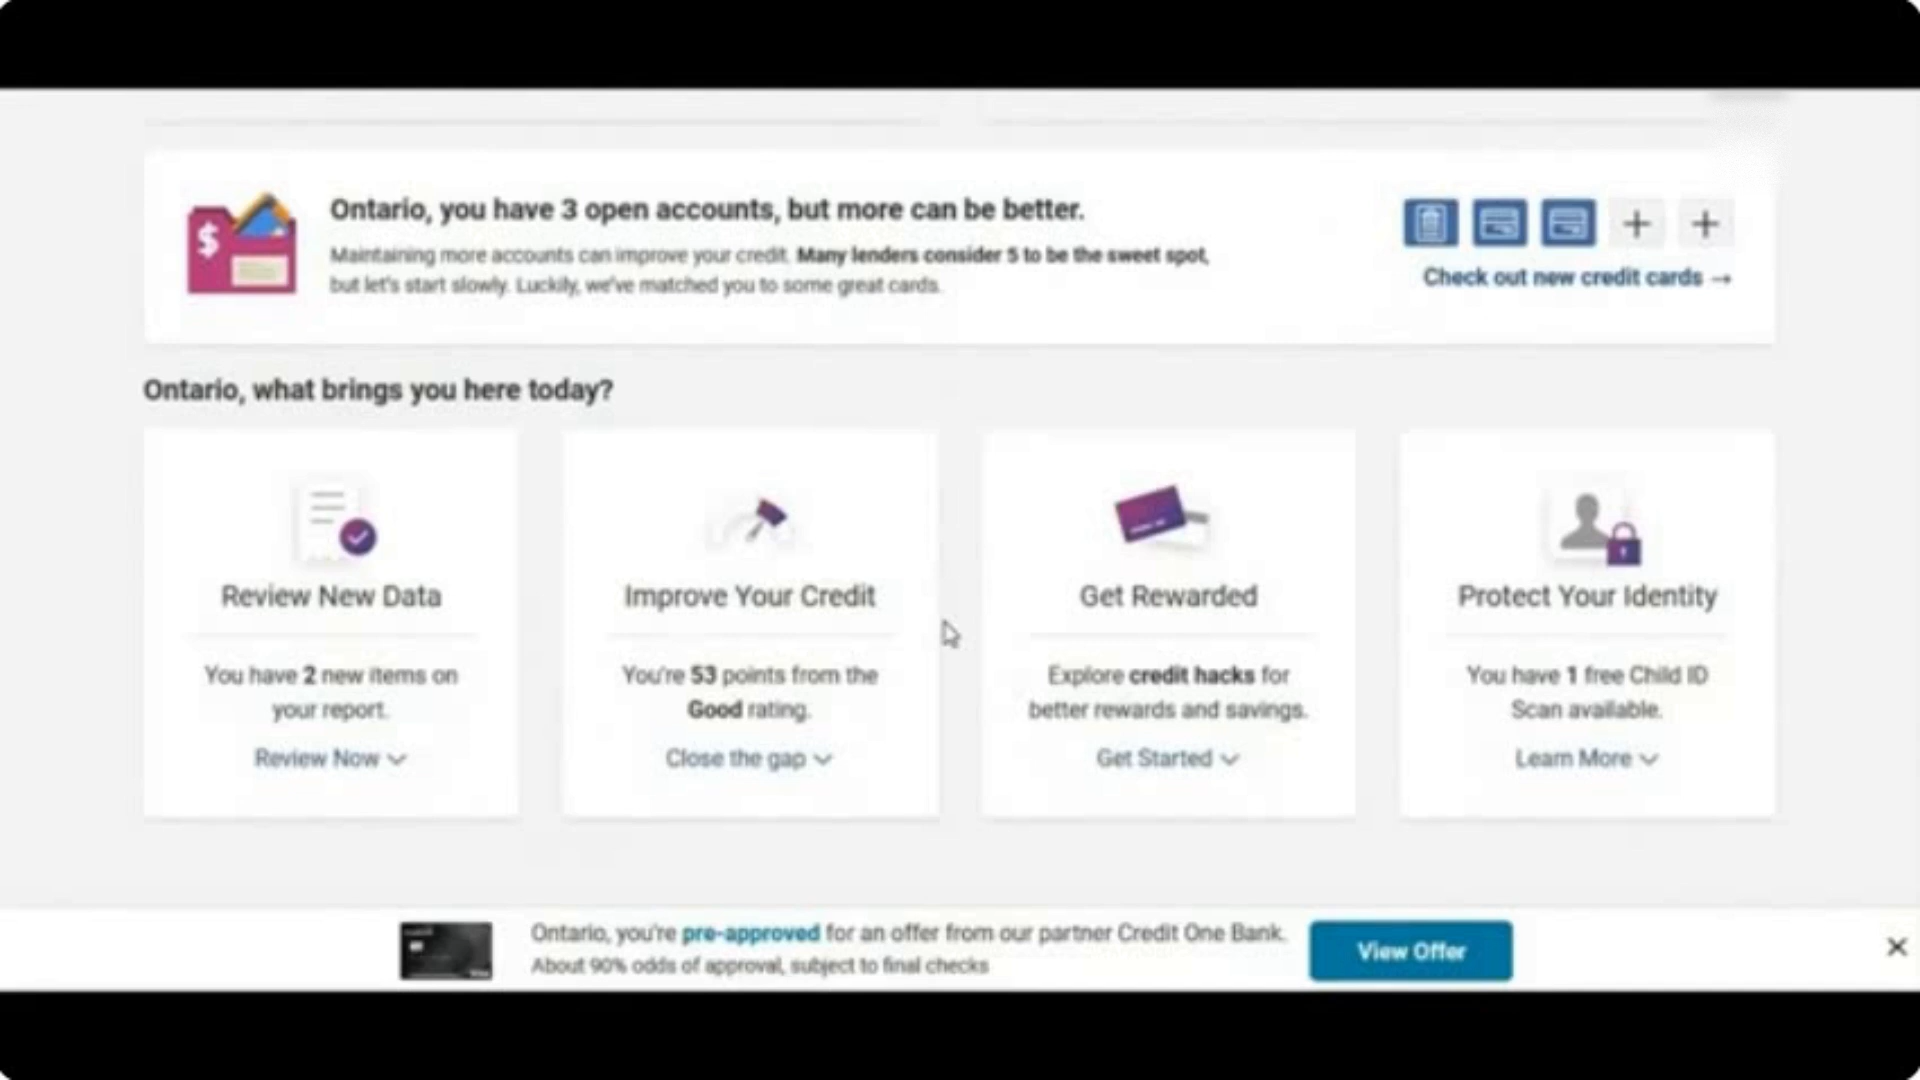 Ontario, you have 3 open accounts, but more can be better.
Maintaining more accounts can improve your credit. Many lenders consider 5 to be the sweet spot,
but let's start slowly. Luckily, we've matched you to some great cards.
$
Check out new credit cards →
Ontario, what brings you here today?
Review New Data
You have 2 new items on
your report.
Review Now
Improve Your Credit
You're 53 points from the
Good rating.
Close the gap
Get Rewarded
Explore credit hacks for
better rewards and savings.
Get Started
Protect Your Identity
You have 1 free Child ID
Scan available.
Learn More
Ontario, you're pre-approved for an offer from our partner Credit One Bank.
About 90% odds of approval, subject to final checks
View Offer